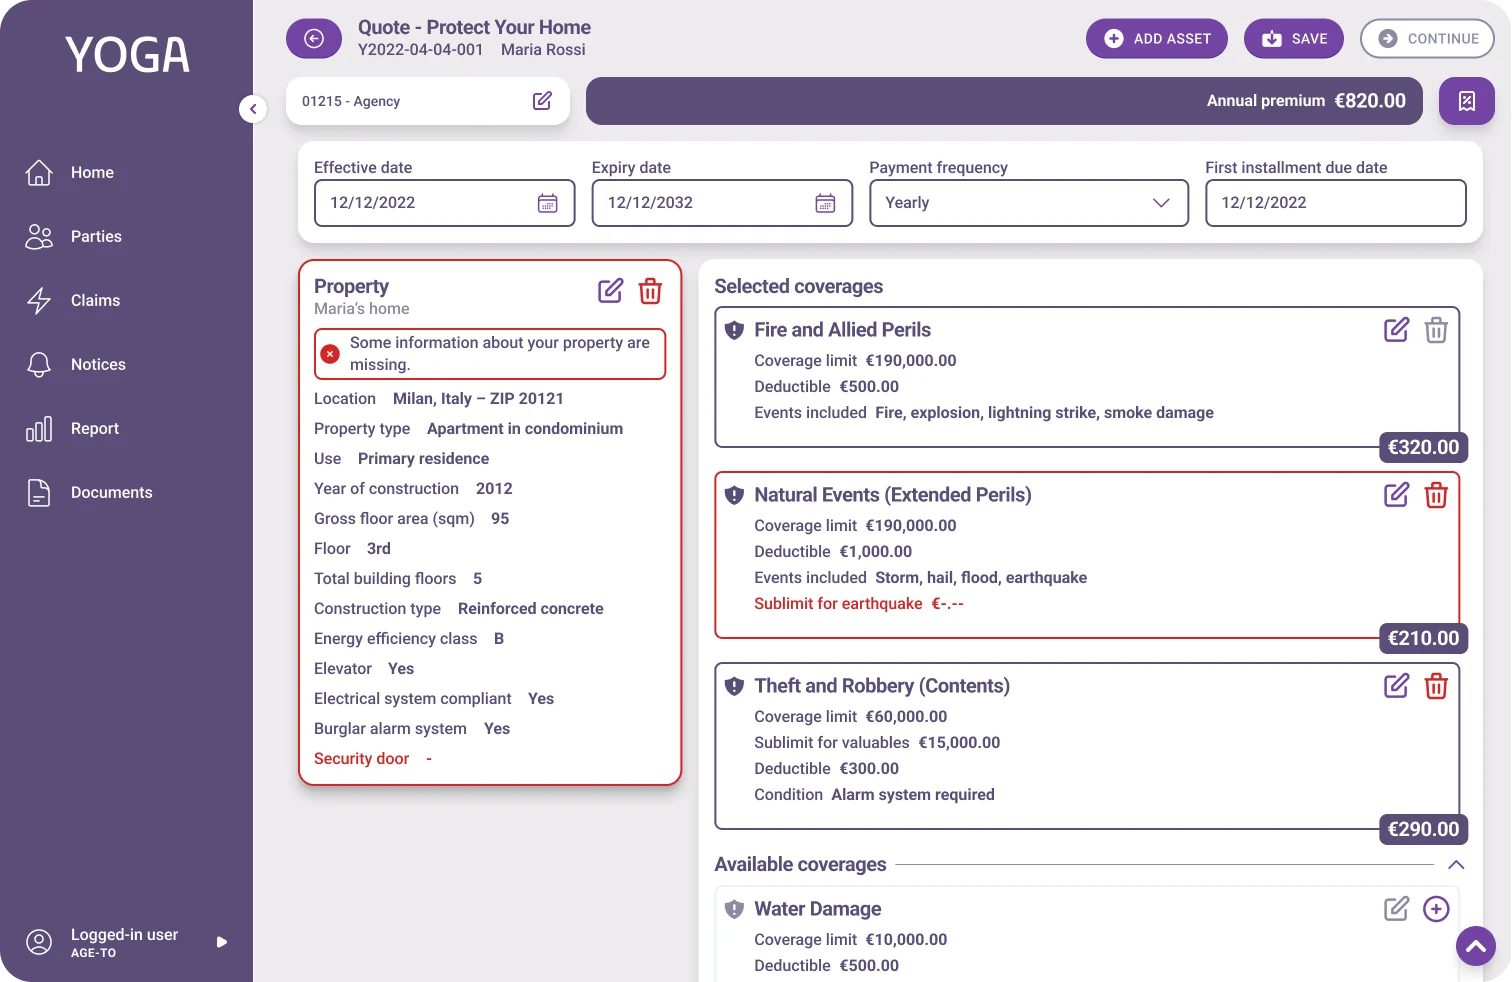 YOGA
Home
Parties
Claims
Notices
Report
Documents
Logged-in user
AGE-TO
Quote - Protect Your Home
Y2022-04-04-001 Maria Rossi
ADD ASSET
SAVE
CONTINUE
01215 - Agency
Annual premium €820.00
Effective date
12/12/2022
Expiry date
12/12/2032
Payment frequency
Yearly
First installment due date
12/12/2022
Property
Maria’s home
Some information about your property are
missing.
Location Milan, Italy – ZIP 20121
Property type Apartment in condominium
Use Primary residence
Year of construction 2012
Gross floor area (sqm) 95
Floor 3rd
Total building floors 5
Construction type Reinforced concrete
Energy efficiency class B
Elevator Yes
Electrical system compliant Yes
Burglar alarm system Yes
Security door -
Selected coverages
Fire and Allied Perils
Coverage limit €190,000.00
Deductible €500.00
Events included Fire, explosion, lightning strike, smoke damage
€320.00
Natural Events (Extended Perils)
Coverage limit €190,000.00
Deductible €1,000.00
Events included Storm, hail, flood, earthquake
Sublimit for earthquake €-.--
€210.00
Theft and Robbery (Contents)
Coverage limit €60,000.00
Sublimit for valuables €15,000.00
Deductible €300.00
Condition Alarm system required
€290.00
Available coverages
Water Damage
Coverage limit €10,000.00
Deductible €500.00